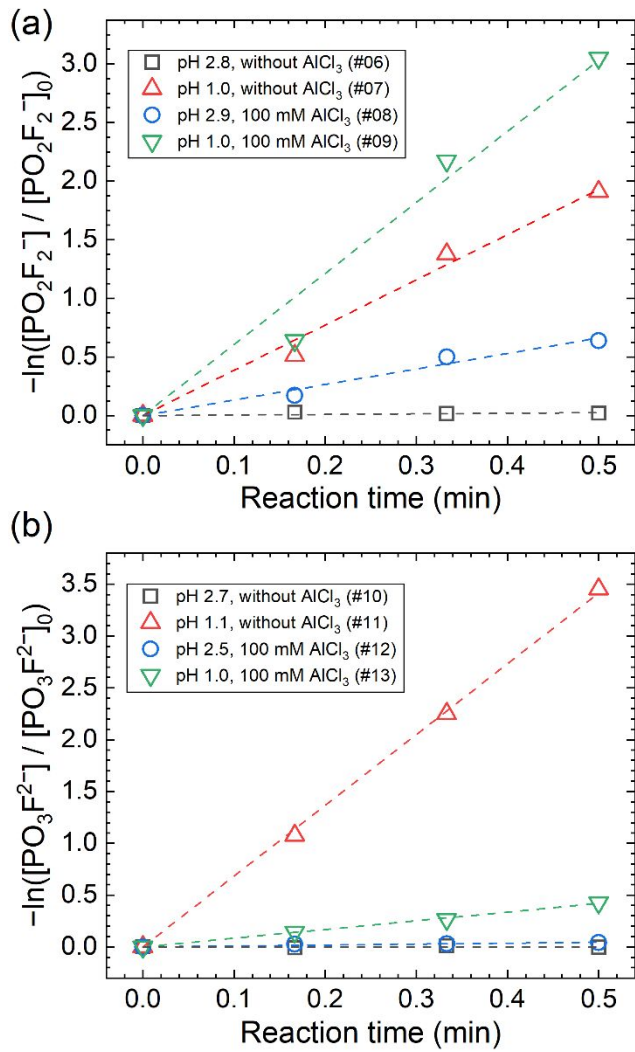 (a)
−ln([PO₂F₂⁻] / [PO₂F₂⁻]₀)
3.0
2.5
2.0
1.5
1.0
0.5
0.0
pH 2.8, without AlCl₃ (#06)
pH 1.0, without AlCl₃ (#07)
pH 2.9, 100 mM AlCl₃ (#08)
pH 1.0, 100 mM AlCl₃ (#09)
0.0 0.1 0.2 0.3 0.4 0.5
Reaction time (min)
(b)
−ln([PO₃F²⁻] / [PO₃F²⁻]₀)
3.5
3.0
2.5
2.0
1.5
1.0
0.5
0.0
pH 2.7, without AlCl₃ (#10)
pH 1.1, without AlCl₃ (#11)
pH 2.5, 100 mM AlCl₃ (#12)
pH 1.0, 100 mM AlCl₃ (#13)
0.0 0.1 0.2 0.3 0.4 0.5
Reaction time (min)